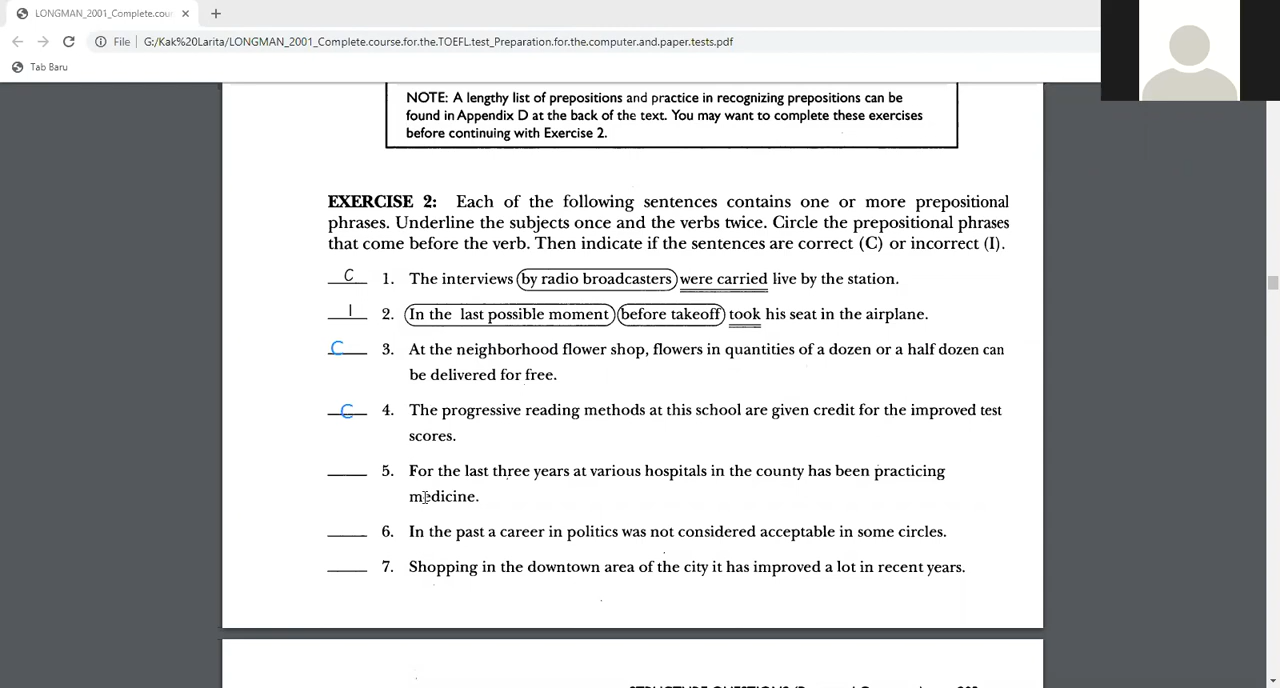 LONGMAN_2001_Complete.cou
File G:/Kak%20Larita/LONGMAN_2001_Complete.course.for.the.TOEFL.test_Preparation.for.the.computer.and.paper.tests.pdf
Tab Baru
NOTE: A lengthy list of prepositions and practice in recognizing prepositions can be
found in Appendix D at the back of the text. You may want to complete these exercises
before continuing with Exercise 2.
EXERCISE 2: Each of the following sentences contains one or more prepositional
phrases. Underline the subjects once and the verbs twice. Circle the prepositional phrases
that come before the verb. Then indicate if the sentences are correct (C) or incorrect (I).
C 1. The interviews by radio broadcasters were carried live by the station.
I 2. In the last possible moment before takeoff took his seat in the airplane.
C 3. At the neighborhood flower shop, flowers in quantities of a dozen or a half dozen can
be delivered for free.
C 4. The progressive reading methods at this school are given credit for the improved test
scores.
5. For the last three years at various hospitals in the county has been practicing
medicine.
6. In the past a career in politics was not considered acceptable in some circles.
7. Shopping in the downtown area of the city it has improved a lot in recent years.